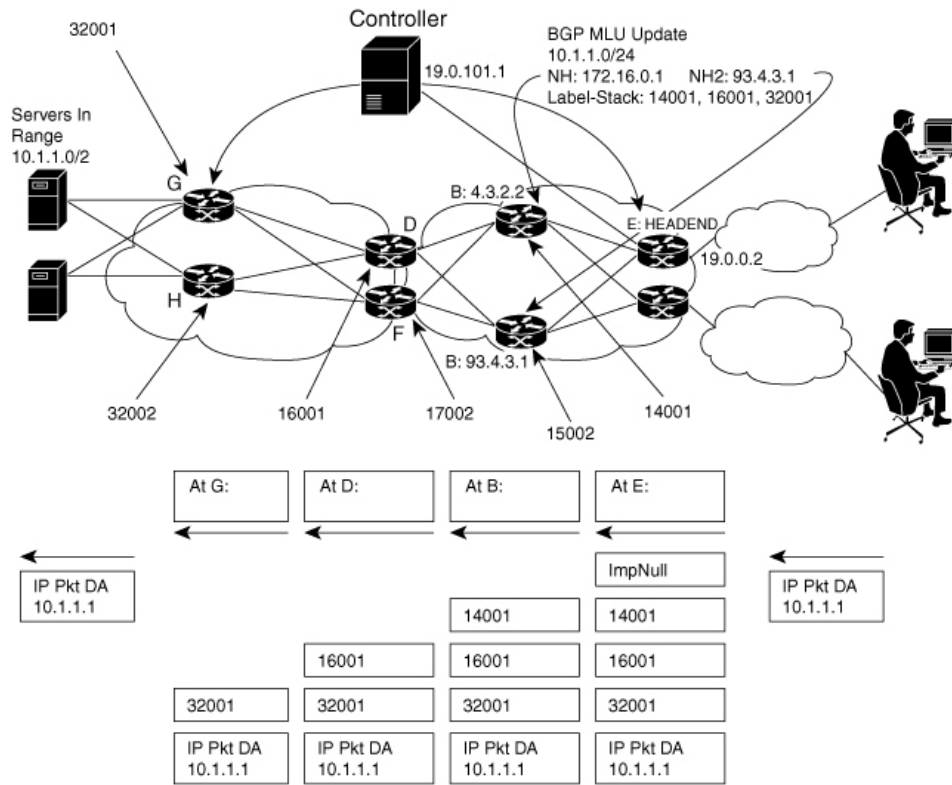 32001
Controller
19.0.101.1
BGP MLU Update
10.1.1.0/24
NH: 172.16.0.1 NH2: 93.4.3.1
Label-Stack: 14001, 16001, 32001
Servers In
Range
10.1.1.0/2
G
B: 4.3.2.2
D
E: HEADEND
19.0.0.2
H
F
B: 93.4.3.1
32002
16001
17002
15002
14001
At G:
At D:
At B:
At E:
IP Pkt DA
10.1.1.1
ImpNull
IP Pkt DA
10.1.1.1
14001
14001
16001
16001
16001
32001
32001
32001
32001
IP Pkt DA
10.1.1.1
IP Pkt DA
10.1.1.1
IP Pkt DA
10.1.1.1
IP Pkt DA
10.1.1.1